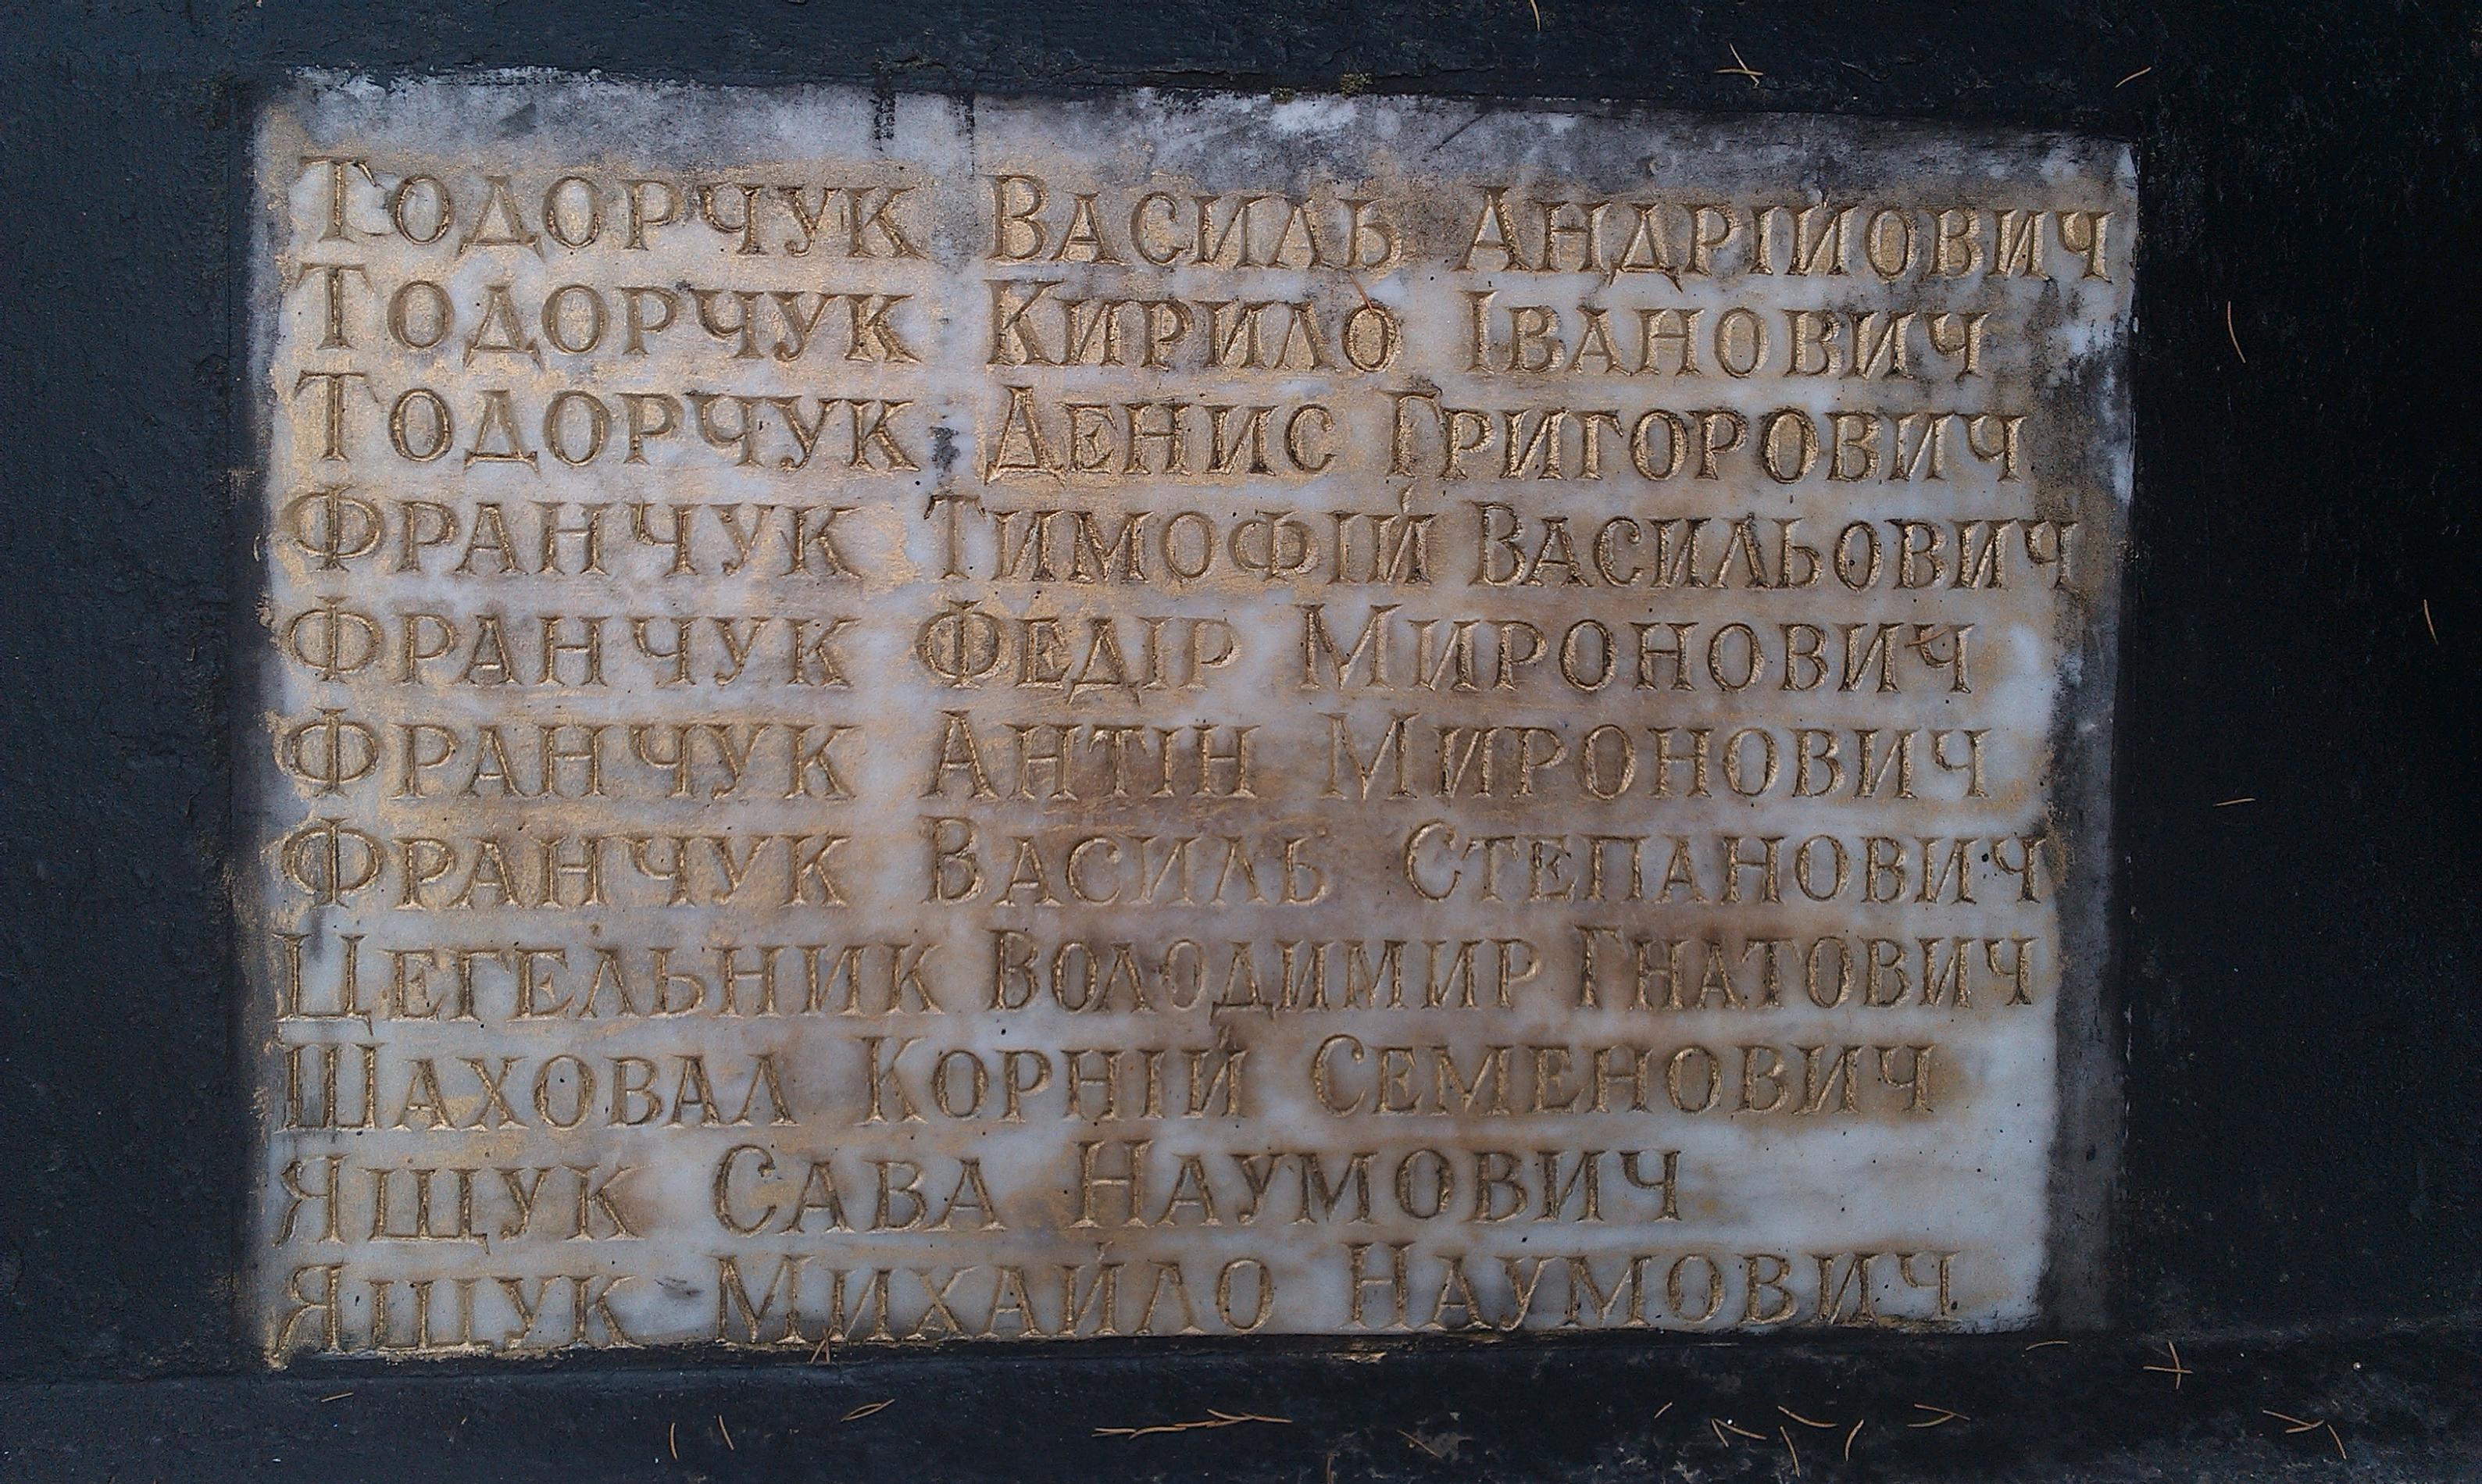 Тодорчук Василь Андрійович
Тодорчук Кирило Іванович
Тодорчук Денис Григорович
Франчук Тимофій Васильович
Франчук Федір Миронович
Франчук Антін Миронович
Франчук Василь Степанович
Цегельник Володимир Гнатович
Шаховал Корній Семенович
Ящук Сава Наумович
Ящук Михайло Наумович